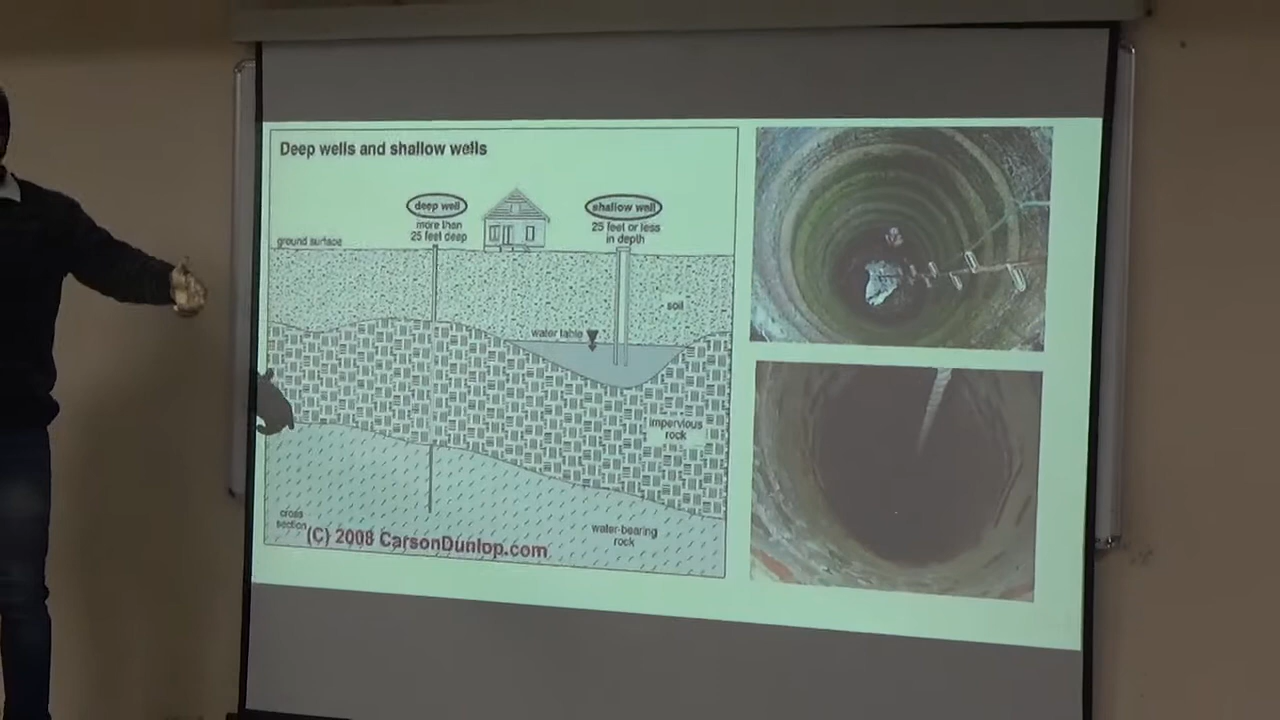 Deep wells and shallow wells
deep well
more than
25 feet deep
shallow well
25 feet or less
in depth
ground surface
soil
water table
impervious
rock
cross
section
water-bearing
rock
(C) 2008 CarsonDunlop.com